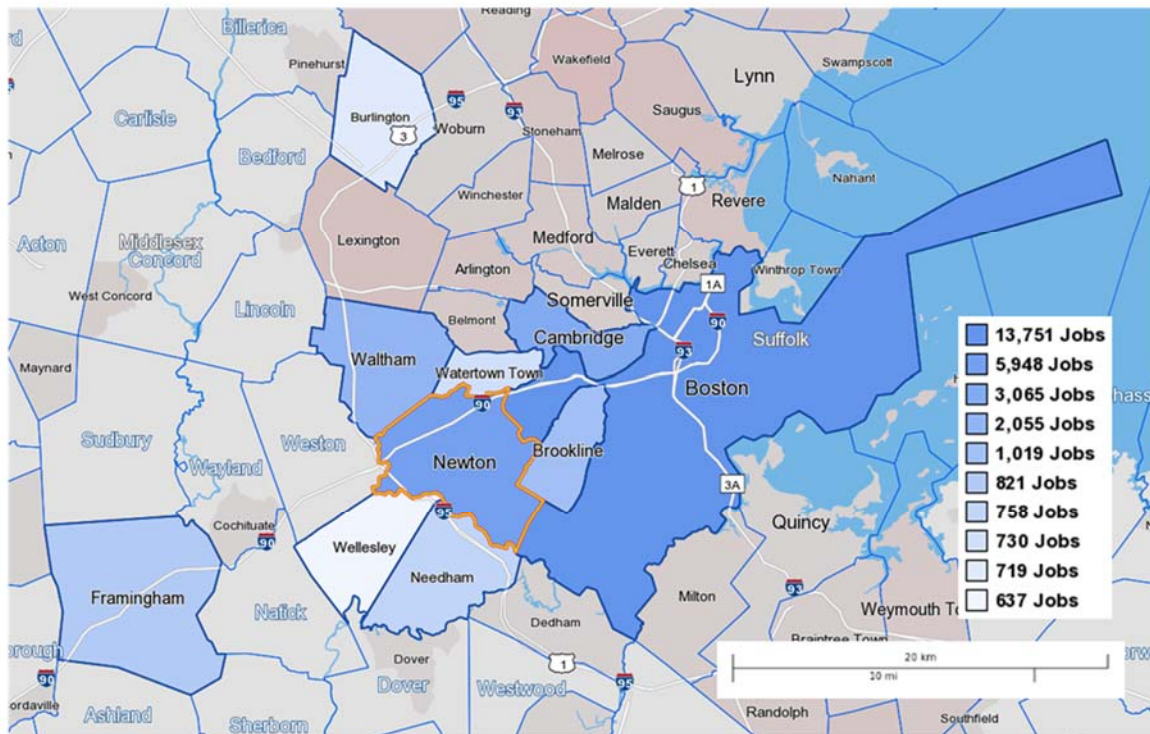 Billerica
Reading
Pinehurst
Wakefield
Lynn
Swampscott
Carlisle
Burlington
95
93
3
Woburn
Stoneham
Saugus
Bedford
Melrose
Nahant
Winchester
1
Malden
Revere
Acton
Middlesex
Concord
Lexington
Medford
Everett
Chelsea
Winthrop Town
West Concord
Arlington
Lincoln
Somerville
1A
90
Belmont
Cambridge
93
Suffolk
Maynard
Waltham
Watertown Town
Boston
90
Sudbury
Weston
Wayland
Newton
Brookline
3A
Quincy
95
Cochituate
90
Wellesley
Needham
Framingham
Natick
Milton
93
Weymouth To
Dedham
Braintree Town
Dover
1
Dover
Westwood
95
90
Ashland
Sherborn
Randolph
Southfield
13,751 Jobs
5,948 Jobs
3,065 Jobs
2,055 Jobs
1,019 Jobs
821 Jobs
758 Jobs
730 Jobs
719 Jobs
637 Jobs
20 km
10 mi